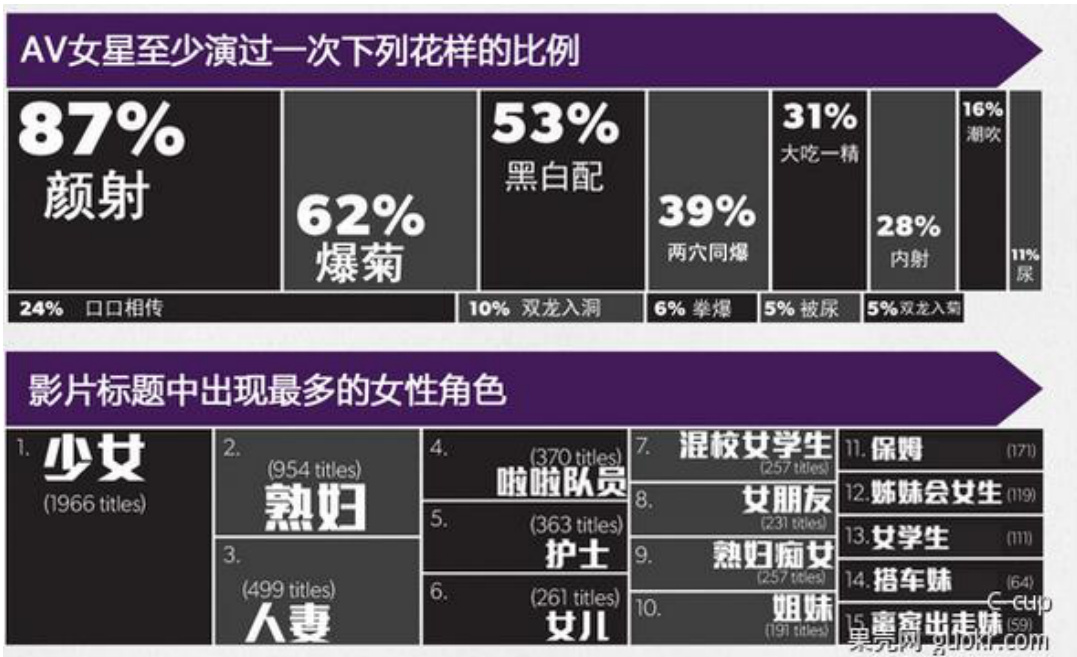 AV女星至少演过一次下列花样的比例
87%
颜射
62%
爆菊
53%
黑白配
39%
两穴同爆
31%
大吃一精
28%
内射
16%
潮吹
11%
尿
24% 口口相传
10% 双龙入洞
6% 拳爆
5% 被尿
5% 双龙入菊
影片标题中出现最多的女性角色
1. 少女
(1966 titles)
2.
(954 titles)
熟妇
3.
(499 titles)
人妻
4.
(370 titles)
啦啦队员
5.
(363 titles)
护士
6.
(261 titles)
女儿
7. 混校女学生
(257 titles)
8. 女朋友
(231 titles)
9. 熟妇痴女
(257 titles)
10. 姐妹
(191 titles)
11. 保姆 (171)
12. 姊妹会女生 (119)
13. 女学生 (111)
14. 搭车妹 (64)
15. 离家出走妹 (59)
C cup
果壳网 guokr.com